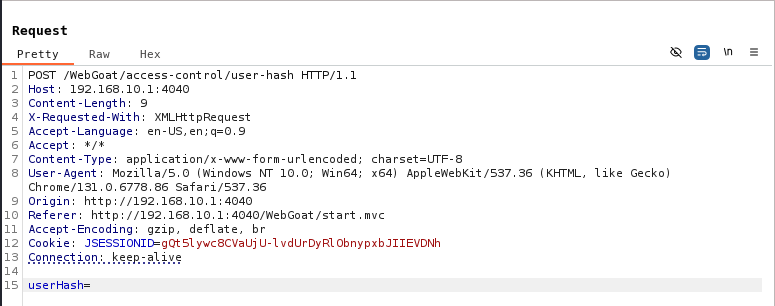 Request
Pretty Raw Hex \n
1 POST /WebGoat/access-control/user-hash HTTP/1.1
2 Host: 192.168.10.1:4040
3 Content-Length: 9
4 X-Requested-With: XMLHttpRequest
5 Accept-Language: en-US,en;q=0.9
6 Accept: */*
7 Content-Type: application/x-www-form-urlencoded; charset=UTF-8
8 User-Agent: Mozilla/5.0 (Windows NT 10.0; Win64; x64) AppleWebKit/537.36 (KHTML, like Gecko)
Chrome/131.0.6778.86 Safari/537.36
9 Origin: http://192.168.10.1:4040
10 Referer: http://192.168.10.1:4040/WebGoat/start.mvc
11 Accept-Encoding: gzip, deflate, br
12 Cookie: JSESSIONID=gQt5lywc8CVaUjU-lvdUrDyRlObnypxbJIIEVDNh
13 Connection: keep-alive
14
15 userHash=